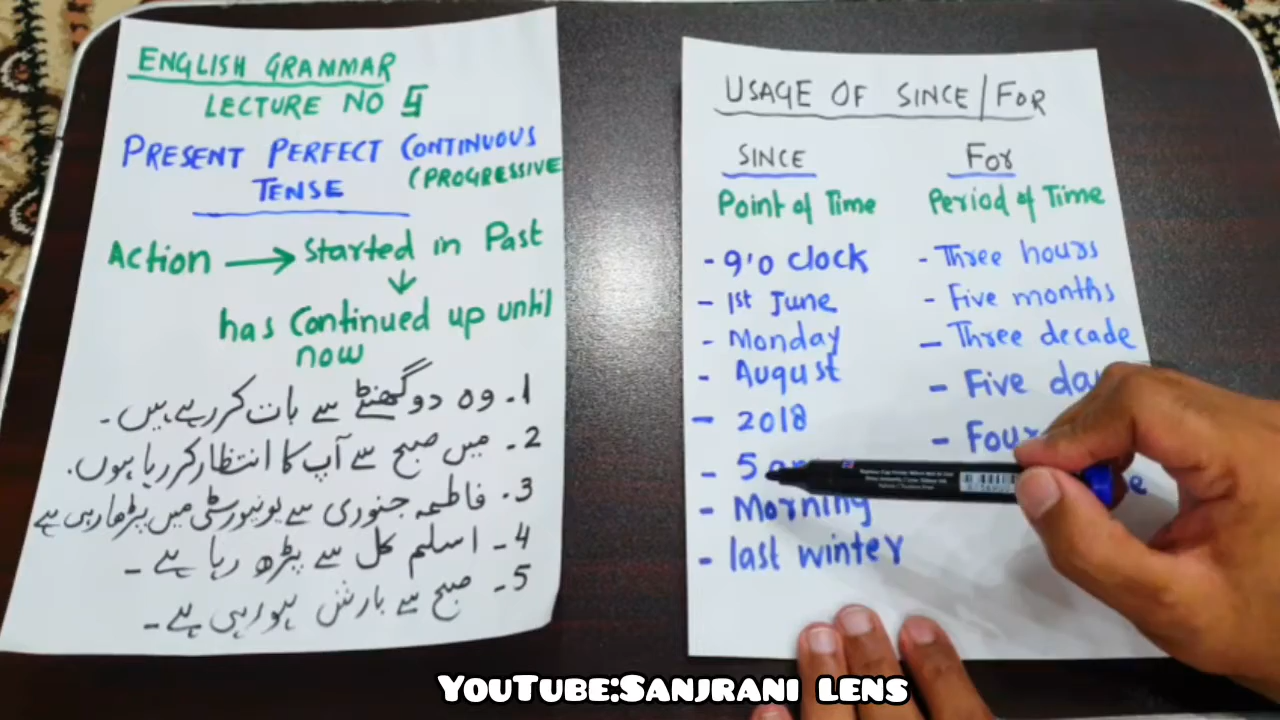 ENGLISH GRAMMAR
LECTURE NO 5
PRESENT PERFECT CONTINUOUS
TENSE (PROGRESSIVE
Action → Started in Past
↓
has Continued up until
now
1. وہ دو گھنٹے سے بات کر رہے ہیں۔
2. میں صبح سے آپ کا انتظار کر رہا ہوں.
3. فاطمہ جنوری سے یونیورسٹی میں پڑھا رہی ہے
4. اسلم کل سے پڑھ رہا ہے۔
5. صبح سے بارش ہو رہی ہے۔
USAGE OF SINCE/FOR
SINCE
Point of Time
- 9'o clock
- 1st June
- Monday
- August
- 2018
- 5
- Morning
- last winter
For
Period of Time
- Three hours
- Five months
- Three decade
- Five
YouTube:Sanjrani lens